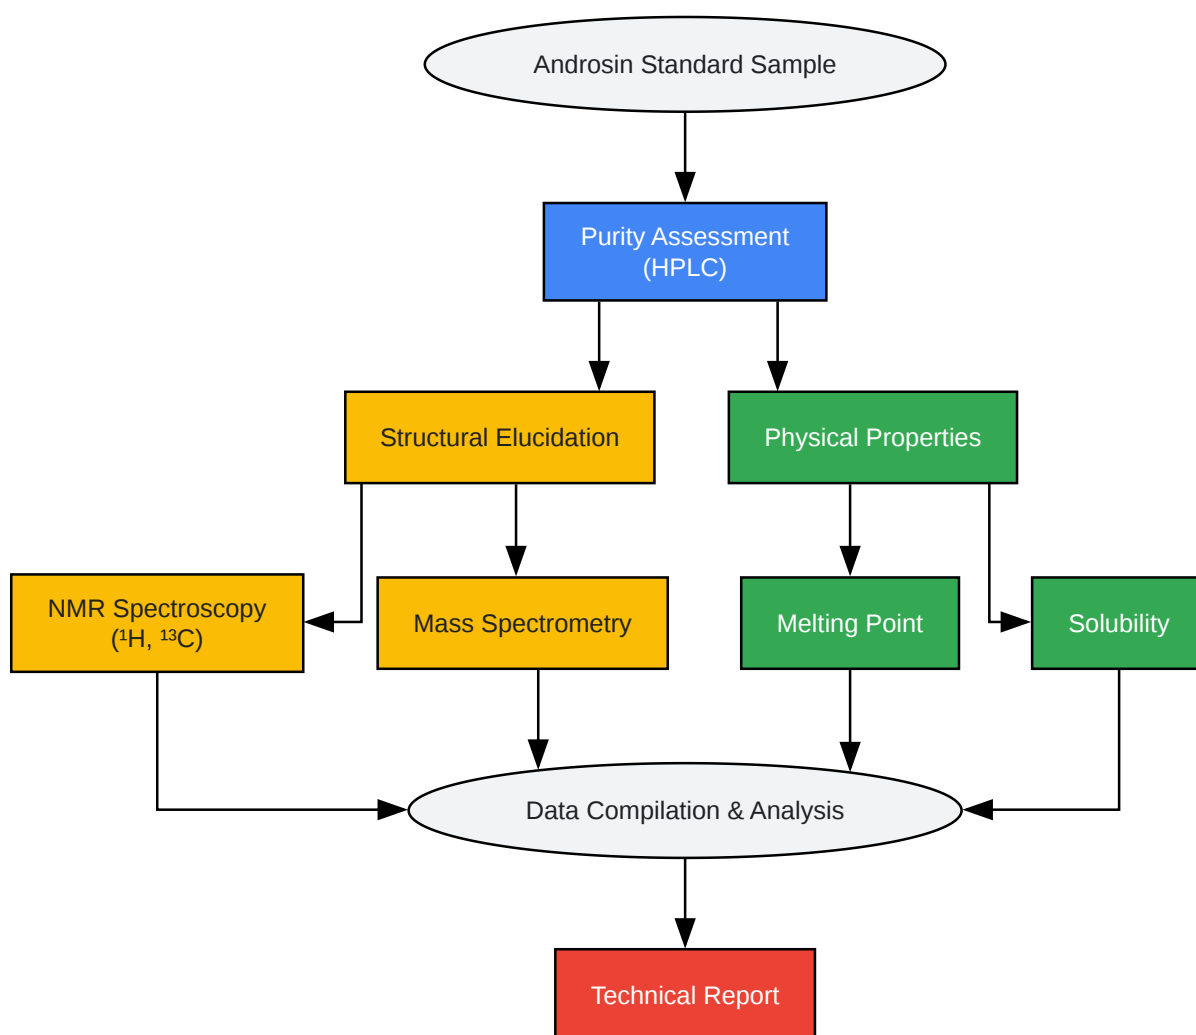 Androsin Standard Sample
Purity Assessment
(HPLC)
Structural Elucidation
Physical Properties
NMR Spectroscopy
(¹H, ¹³C)
Mass Spectrometry
Melting Point
Solubility
Data Compilation & Analysis
Technical Report